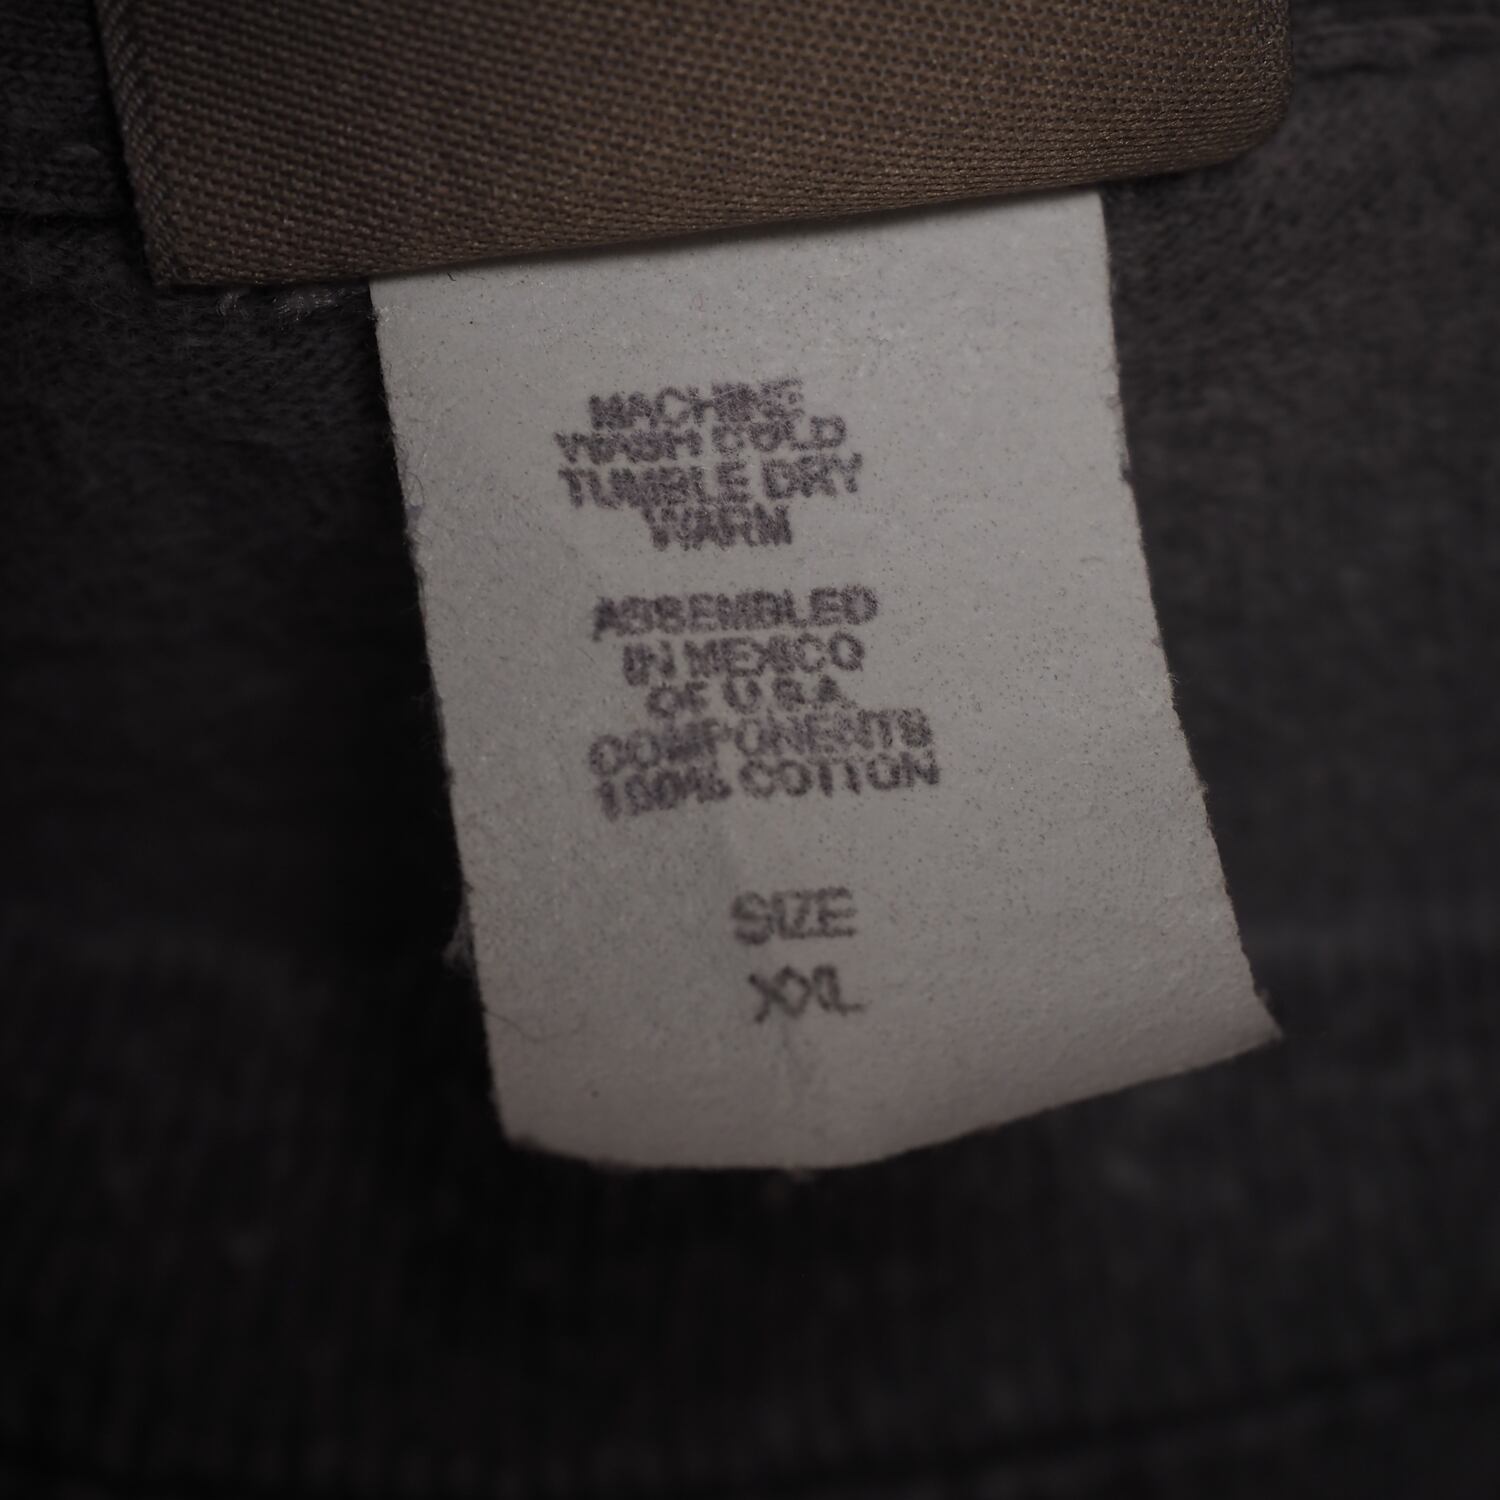 MACHINE
WASH COLD
TUMBLE DRY
WARM
ASSEMBLED
IN MEXICO
OF U.S.A.
COMPONENTS
100% COTTON
SIZE
XXL